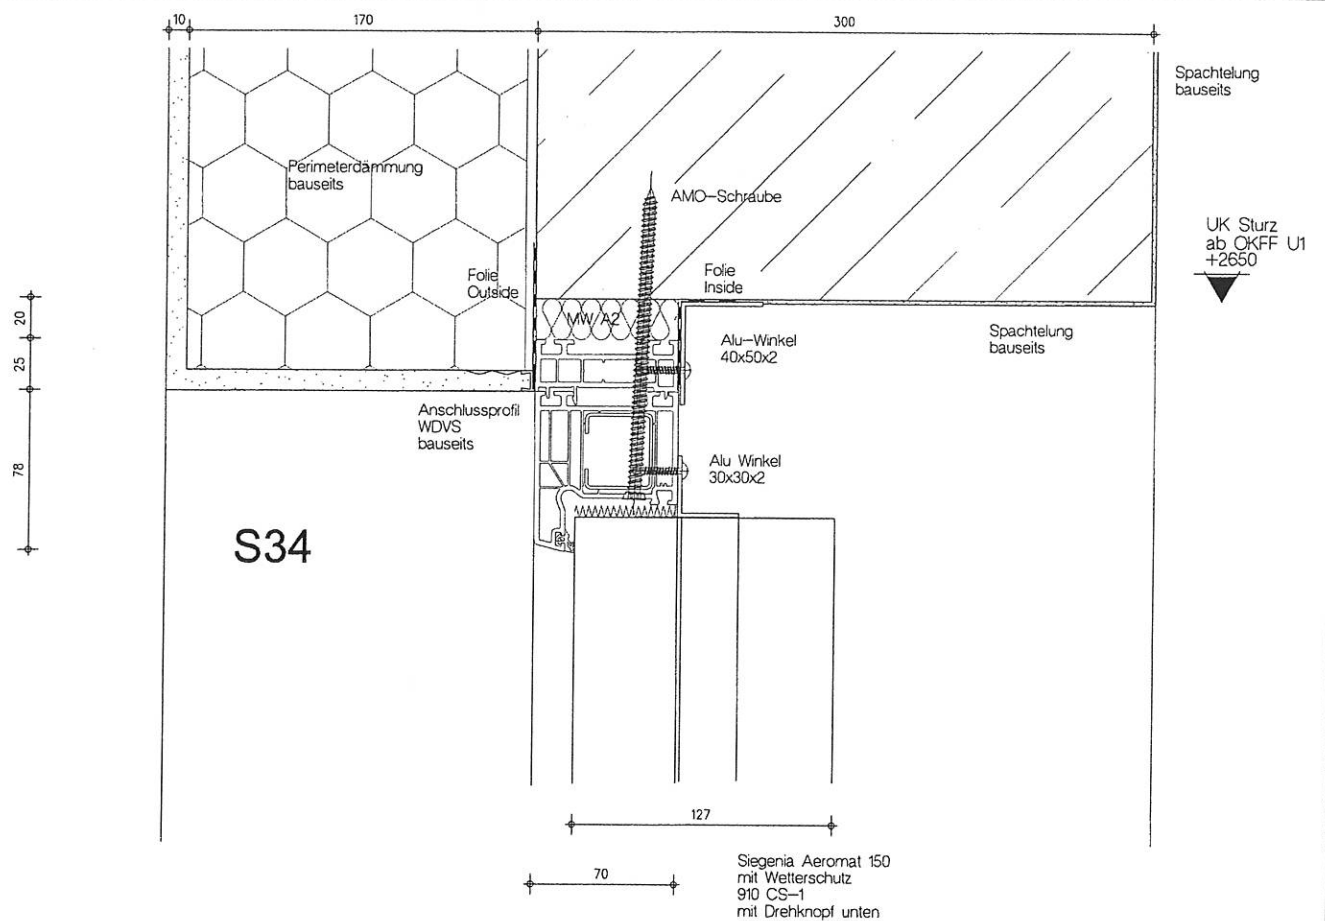 10
170
300
Spachtelung
bauseits
Perimeterdämmung
bauseits
AMO-Schraube
UK Sturz
ab OKFF U1
+2650
Folie
Outside
Folie
Inside
20
MW A2
Alu-Winkel
40x50x2
Spachtelung
bauseits
25
Anschlussprofil
WDVS
bauseits
78
Alu Winkel
30x30x2
S34
127
70
Siegenia Aeromat 150
mit Wetterschutz
910 CS-1
mit Drehknopf unten